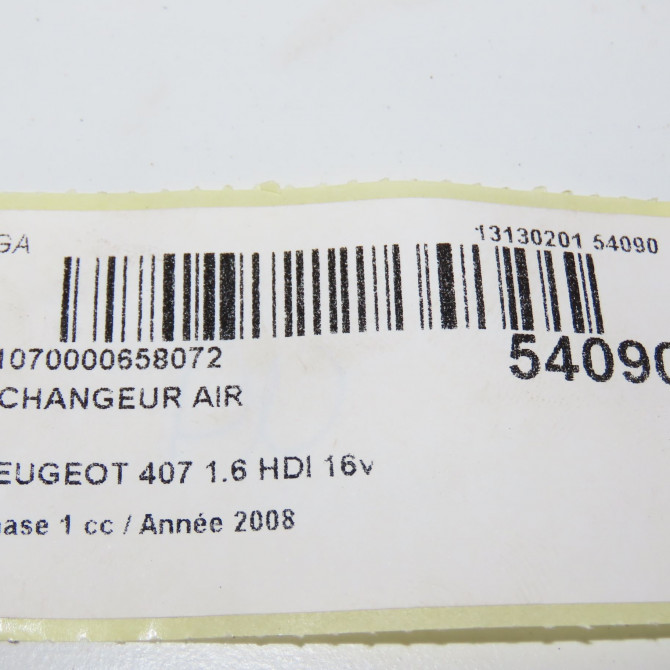 GA
13130201 54090
1070000658072
54090
CHANGEUR AIR
EUGEOT 407 1.6 HDI 16v
ase 1 cc / Année 2008